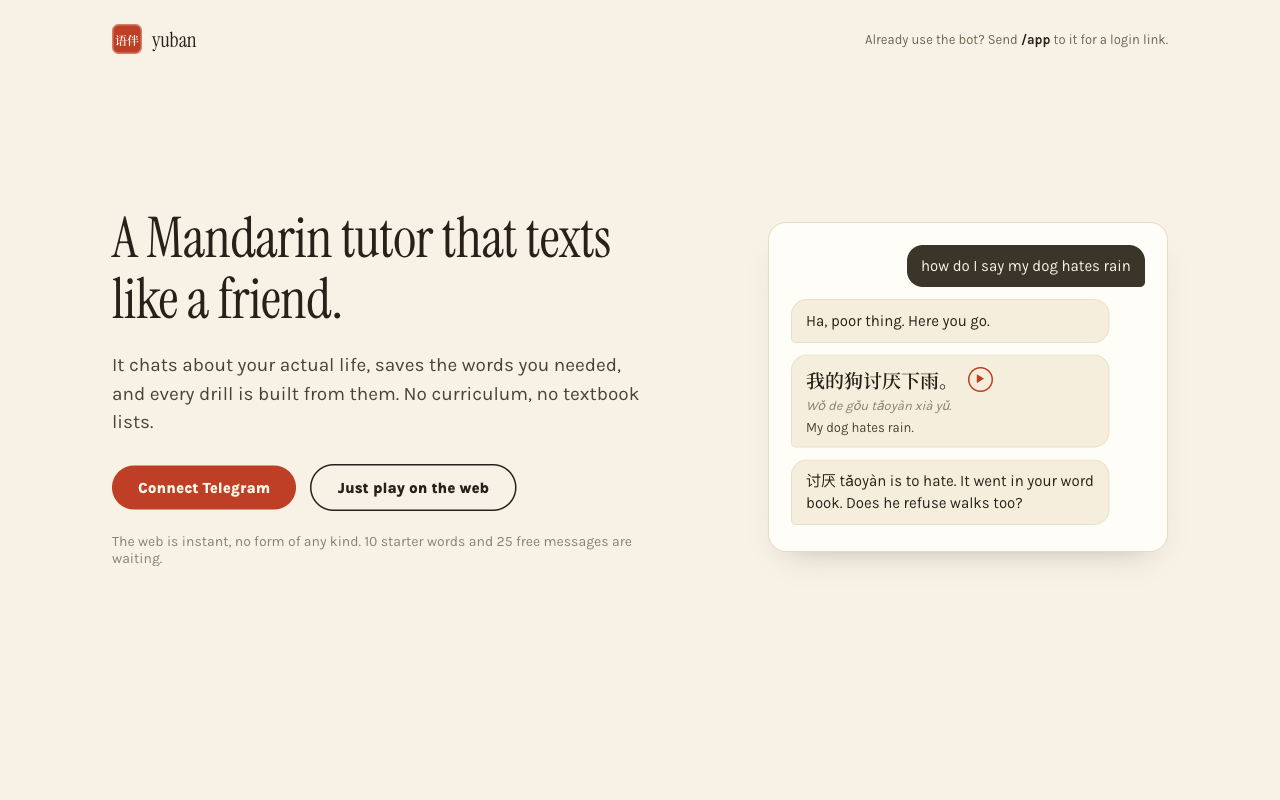 语伴 yuban
Already use the bot? Send /app to it for a login link.
A Mandarin tutor that texts
like a friend.
It chats about your actual life, saves the words you needed,
and every drill is built from them. No curriculum, no textbook
lists.
Connect Telegram
Just play on the web
The web is instant, no form of any kind. 10 starter words and 25 free messages are
waiting.
how do I say my dog hates rain
Ha, poor thing. Here you go.
我的狗讨厌下雨。
Wǒ de gǒu tǎoyàn xià yǔ.
My dog hates rain.
讨厌 tǎoyàn is to hate. It went in your word
book. Does he refuse walks too?